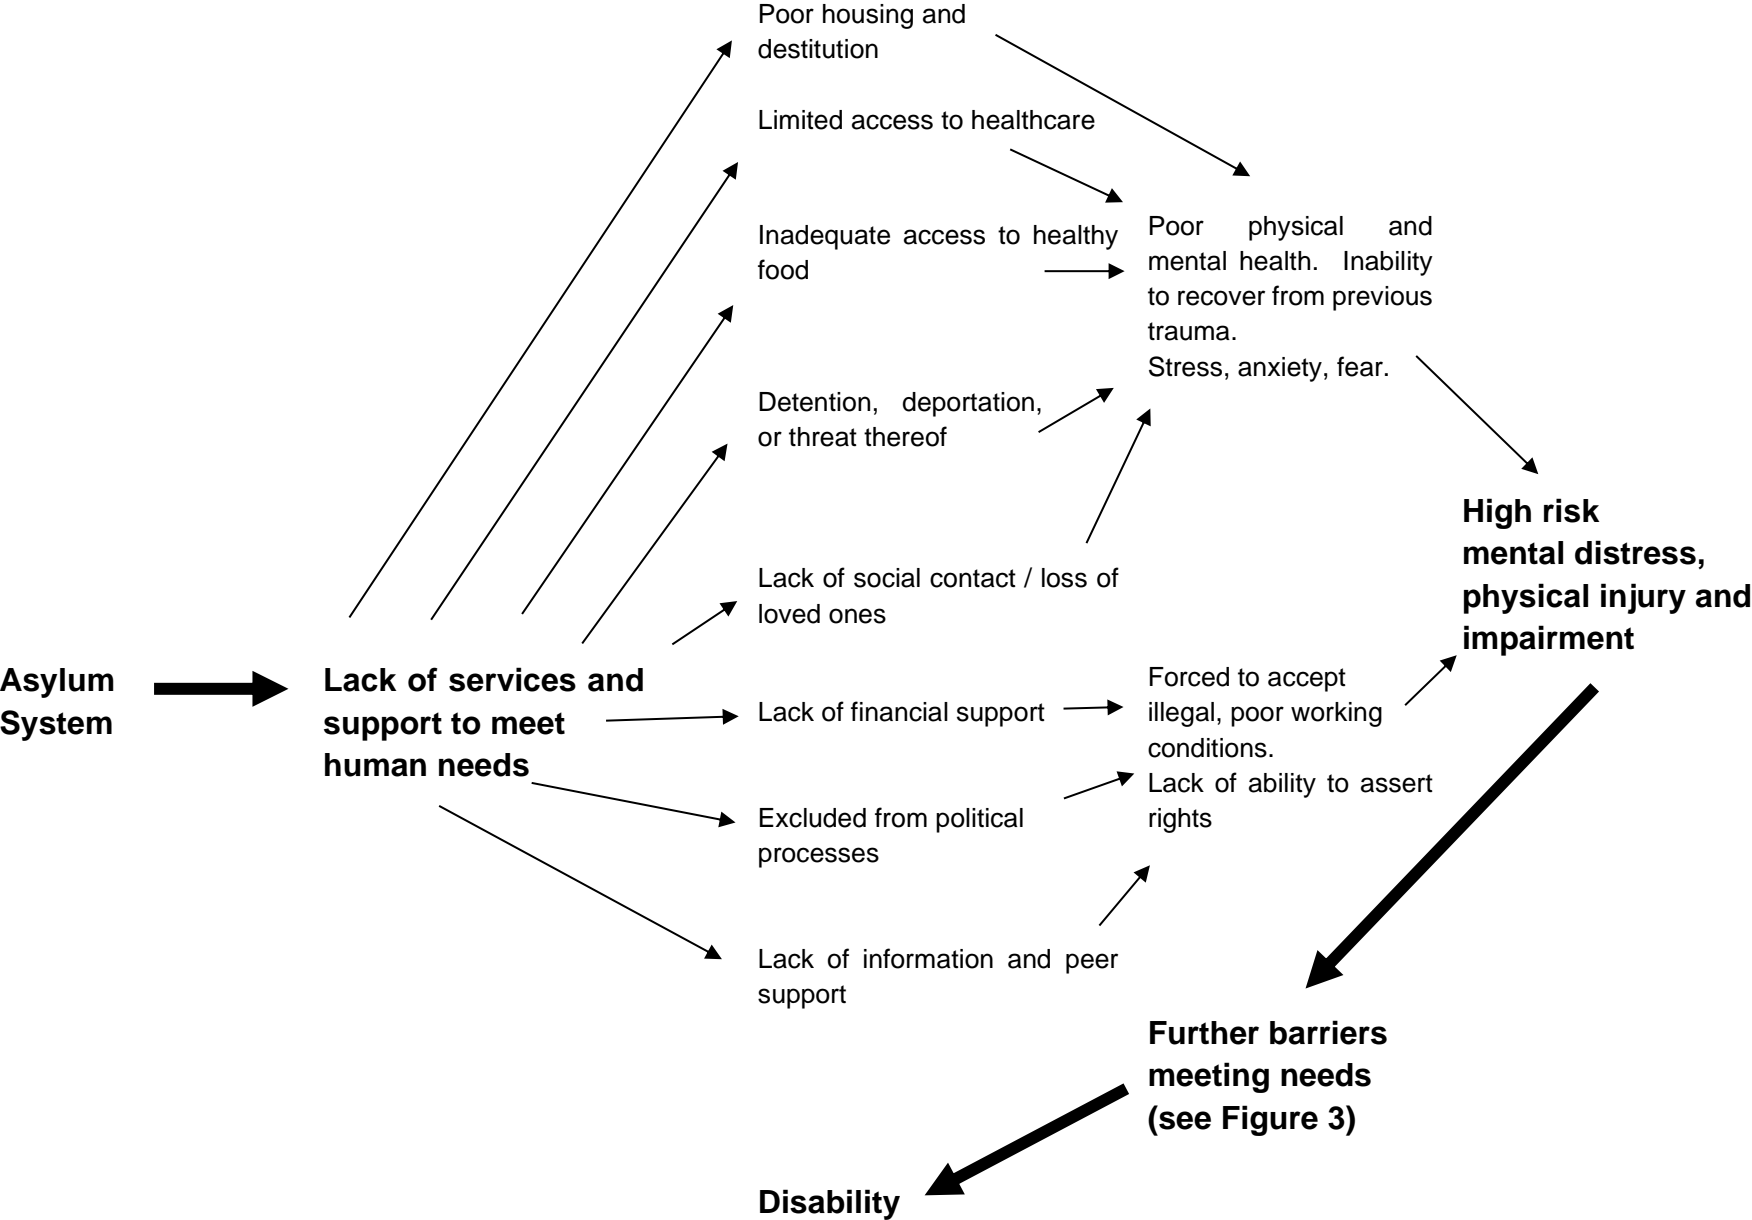 Poor housing and
destitution
Limited access to healthcare
Inadequate access to healthy
food
Detention, deportation,
or threat thereof
Lack of social contact / loss of
loved ones
Asylum
System
Lack of services and
support to meet
human needs
Lack of financial support
Excluded from political
processes
Lack of information and peer
support
Poor physical and
mental health. Inability
to recover from previous
trauma.
Stress, anxiety, fear.
Forced to accept
illegal, poor working
conditions.
Lack of ability to assert
rights
High risk
mental distress,
physical injury and
impairment
Further barriers
meeting needs
(see Figure 3)
Disability